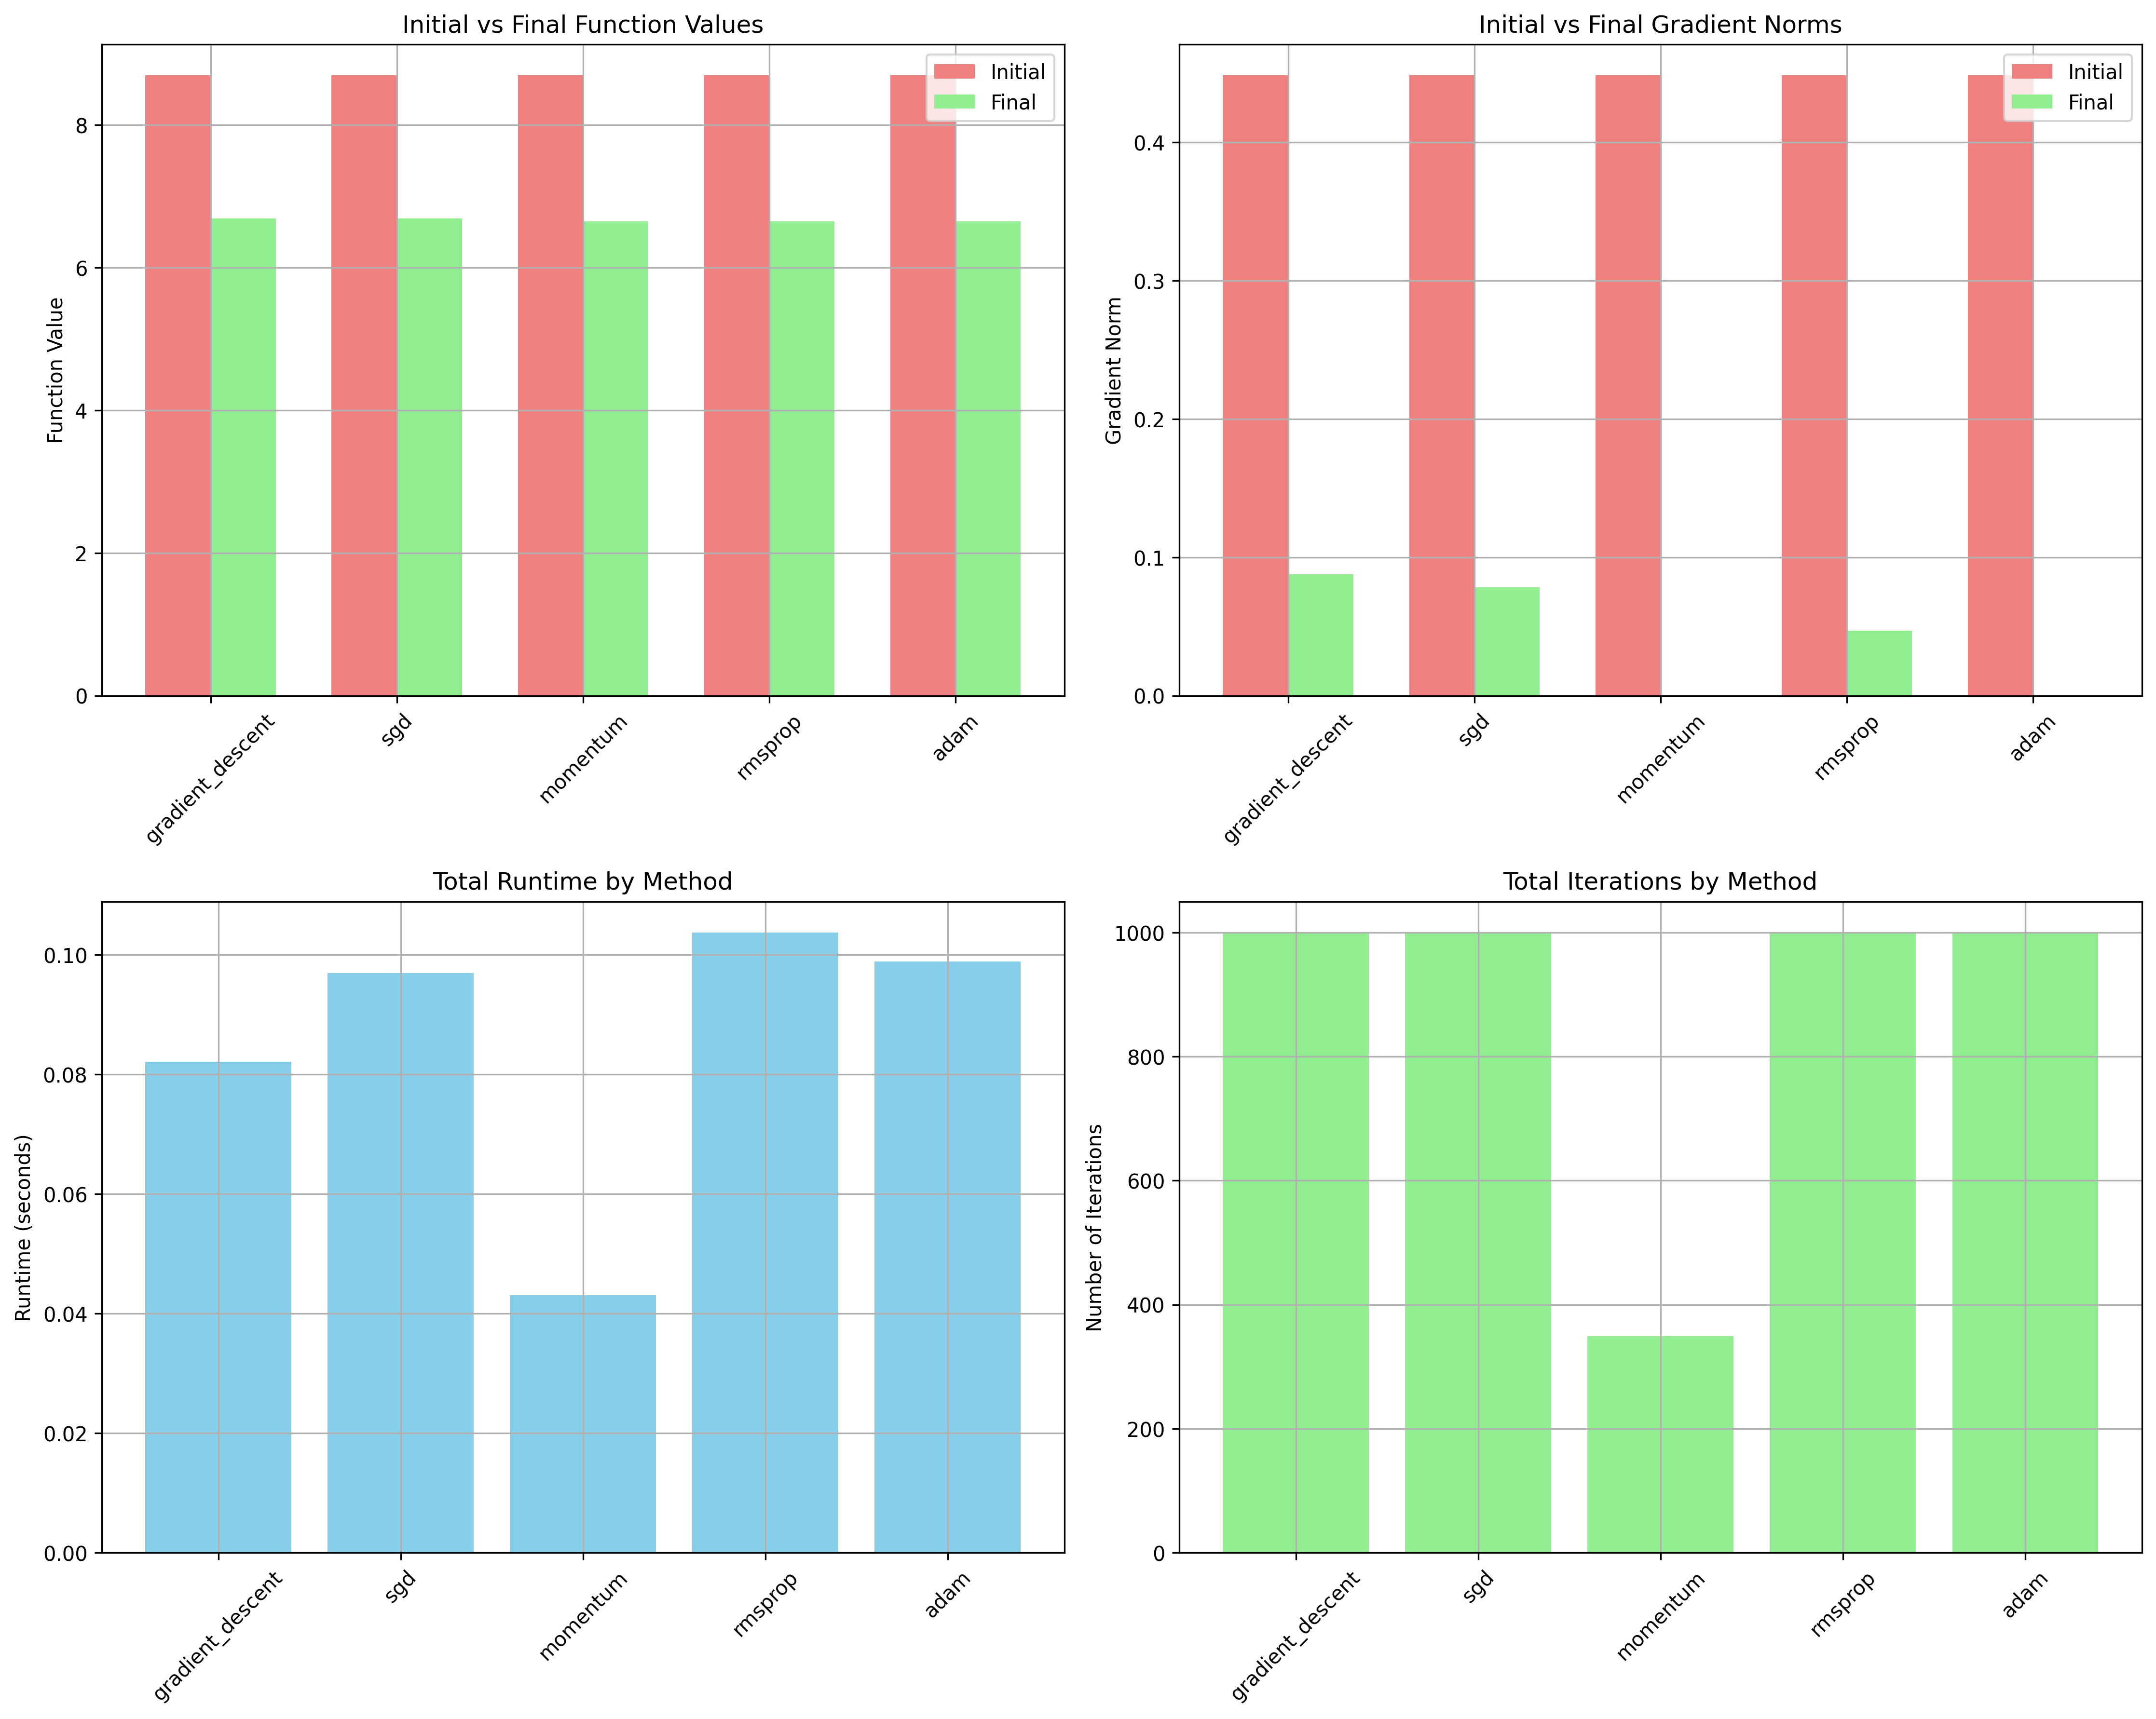 Initial vs Final Function Values
Function Value
8
6
4
2
0
Initial
Final
gradient_descent
sgd
momentum
rmsprop
adam
Initial vs Final Gradient Norms
Gradient Norm
0.4
0.3
0.2
0.1
0.0
Initial
Final
gradient_descent
sgd
momentum
rmsprop
adam
Total Runtime by Method
Runtime (seconds)
0.10
0.08
0.06
0.04
0.02
0.00
gradient_descent
sgd
momentum
rmsprop
adam
Total Iterations by Method
Number of Iterations
1000
800
600
400
200
0
gradient_descent
sgd
momentum
rmsprop
adam